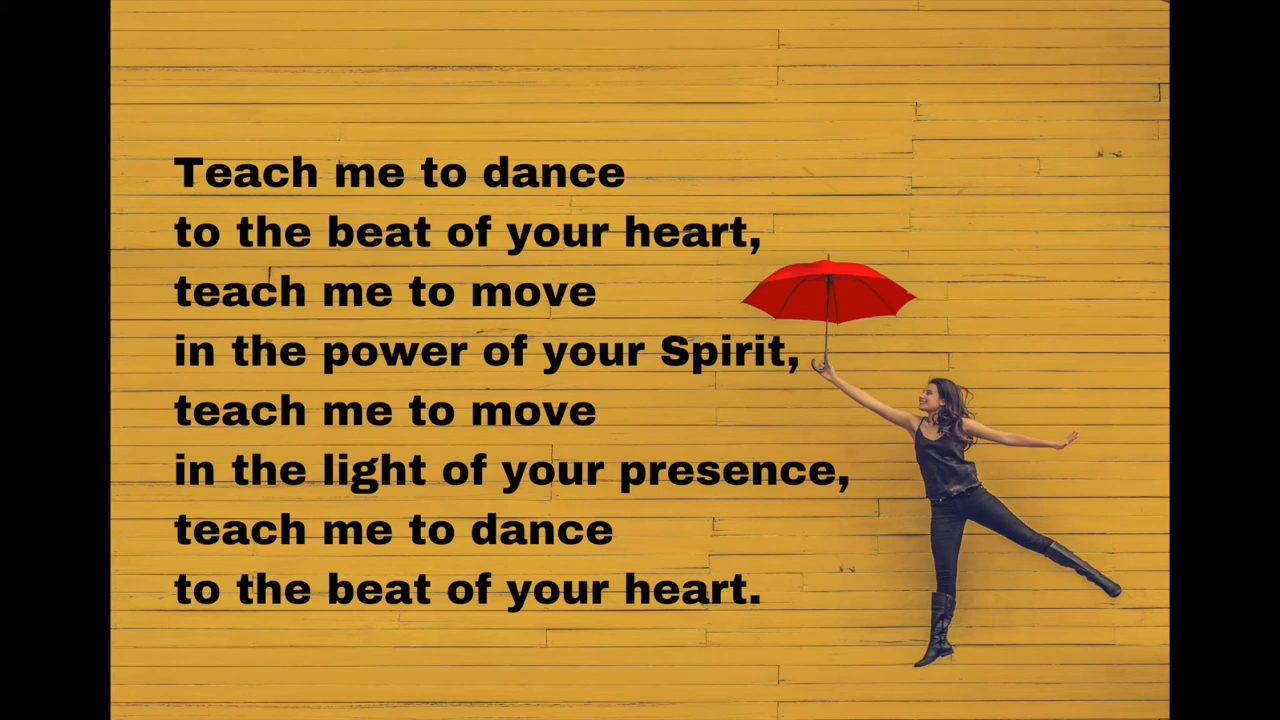 Teach me to dance
to the beat of your heart,
teach me to move
in the power of your Spirit,
teach me to move
in the light of your presence,
teach me to dance
to the beat of your heart.